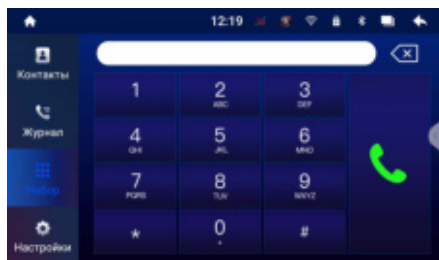 12:19
Контакты
1
2
ABC
3
DEF
Журнал
4
GHI
5
JKL
6
MNO
Набор
7
PQRS
8
TUV
9
WXYZ
Настройки
*
0
+
#